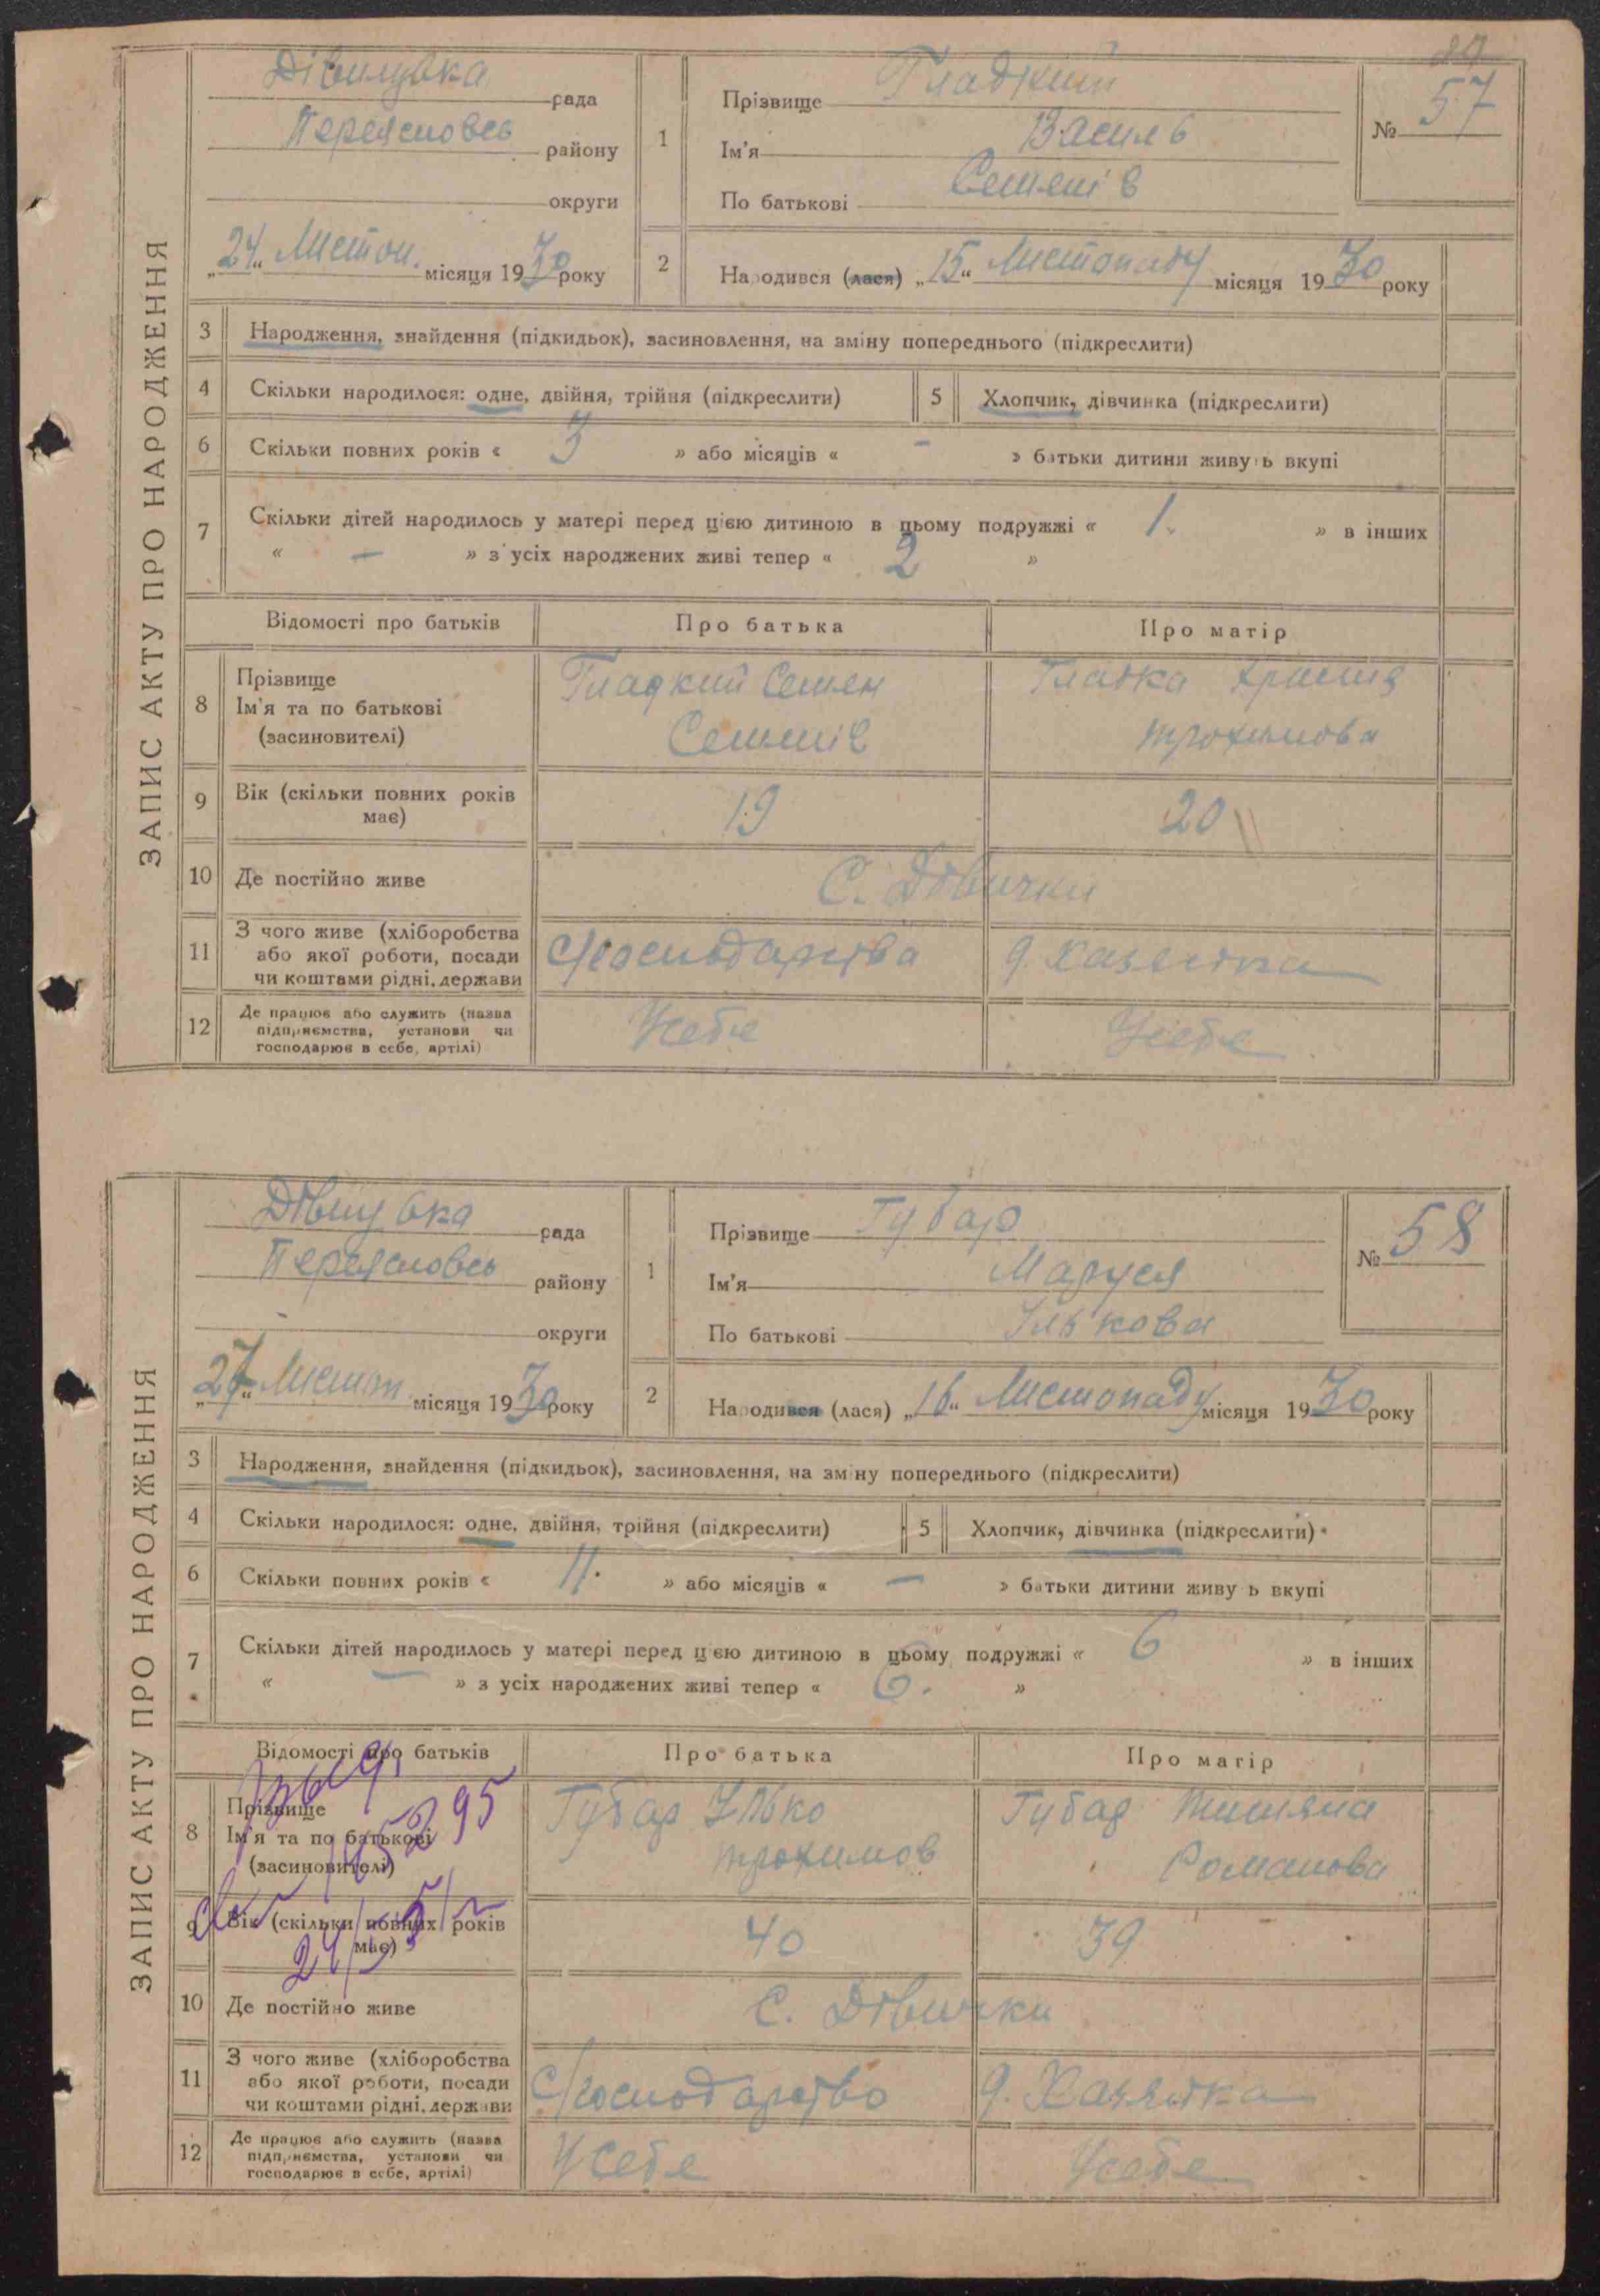 ЗАПИС АКТУ ПРО НАРОДЖЕННЯ
рада
Переясловсь району
округи
„24“ Листоп. місяця 1930 року
1
Прізвище Гладкий
Ім'я Василь
По батькові Семенів
№ 57
2
Народився (лася) „15“ Листопаду місяця 1930 року
3 Народження, знайдення (підкидьок), засиновлення, на зміну попереднього (підкреслити)
4 Скільки народилося: одне, двійня, трійня (підкреслити) 5 Хлопчик, дівчинка (підкреслити)
6 Скільки повних років « 3 » або місяців « — » батьки дитини живуть вкупі
7 Скільки дітей народилось у матері перед цією дитиною в цьому подружжі « 1. » в інших
« — » з усіх народжених живі тепер « 2 »
Відомості про батьків Про батька Про матір
8 Прізвище
Ім'я та по батькові
(засиновителі)
Гладкий Семен
Семенів
Гладка
Трохимова
9 Вік (скільки повних років
має)
19 20
10 Де постійно живе С. Дівички
11 З чого живе (хліборобства
або якої роботи, посади
чи коштами рідні, держави
С/господарства д. Хазяйка
12 Де працює або служить (назва
підприємства, установи чи
господарює в себе, артілі)
Усебе Усебе
ЗАПИС АКТУ ПРО НАРОДЖЕННЯ
рада
Переясловсь району
округи
„27“ Листоп. місяця 1930 року
1
Прізвище Губар
Ім'я Маруся
По батькові Ількова
№ 58
2
Народився (лася) „16“ Листопаду місяця 1930 року
3 Народження, знайдення (підкидьок), засиновлення, на зміну попереднього (підкреслити)
4 Скільки народилося: одне, двійня, трійня (підкреслити) 5 Хлопчик, дівчинка (підкреслити)
6 Скільки повних років « 11. » або місяців « — » батьки дитини живуть вкупі
7 Скільки дітей народилось у матері перед цією дитиною в цьому подружжі « 6 » в інших
« — » з усіх народжених живі тепер « 6. »
Відомості про батьків Про батька Про матір
8 Прізвище
Ім'я та по батькові
(засиновителі)
Губар Ілько
Трохимов
Губар Тетяна
Романова
9 Вік (скільки повних років
має)
40 39
10 Де постійно живе С. Дівички
11 З чого живе (хліборобства
або якої роботи, посади
чи коштами рідні, держави
С/господарство д. Хазяйка
12 Де працює або служить (назва
підприємства, установи чи
господарює в себе, артілі)
Усебе Усебе